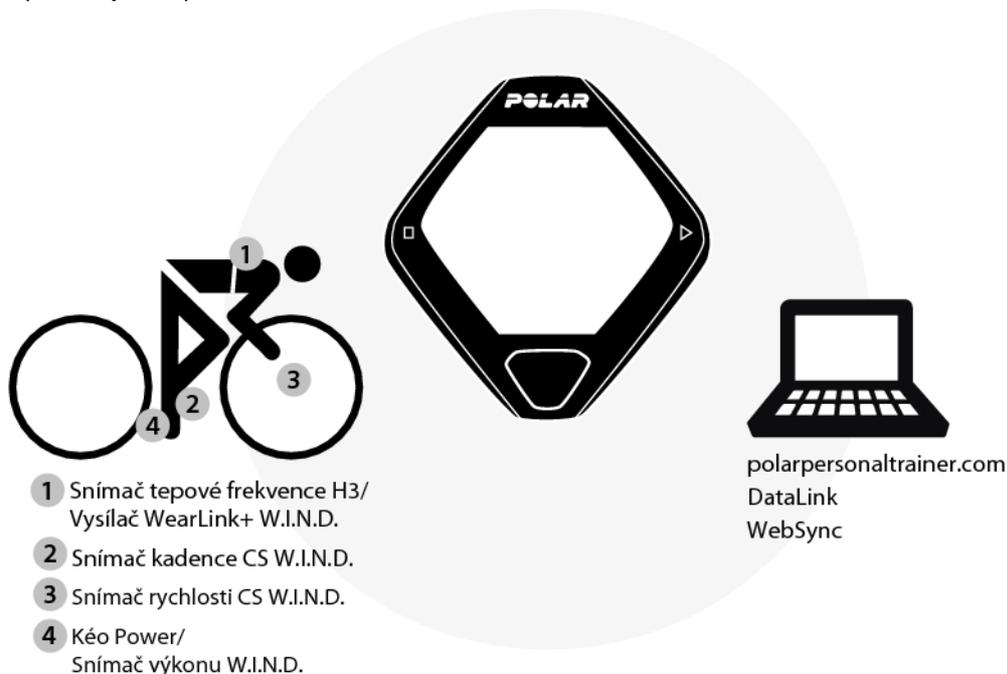 POLAR
1
2
3
4
1 Snímač tepové frekvence H3/
Vysílač WearLink+ W.I.N.D.
2 Snímač kadence CS W.I.N.D.
3 Snímač rychlosti CS W.I.N.D.
4 Kéo Power/
Snímač výkonu W.I.N.D.
polarpersonaltrainer.com
DataLink
WebSync